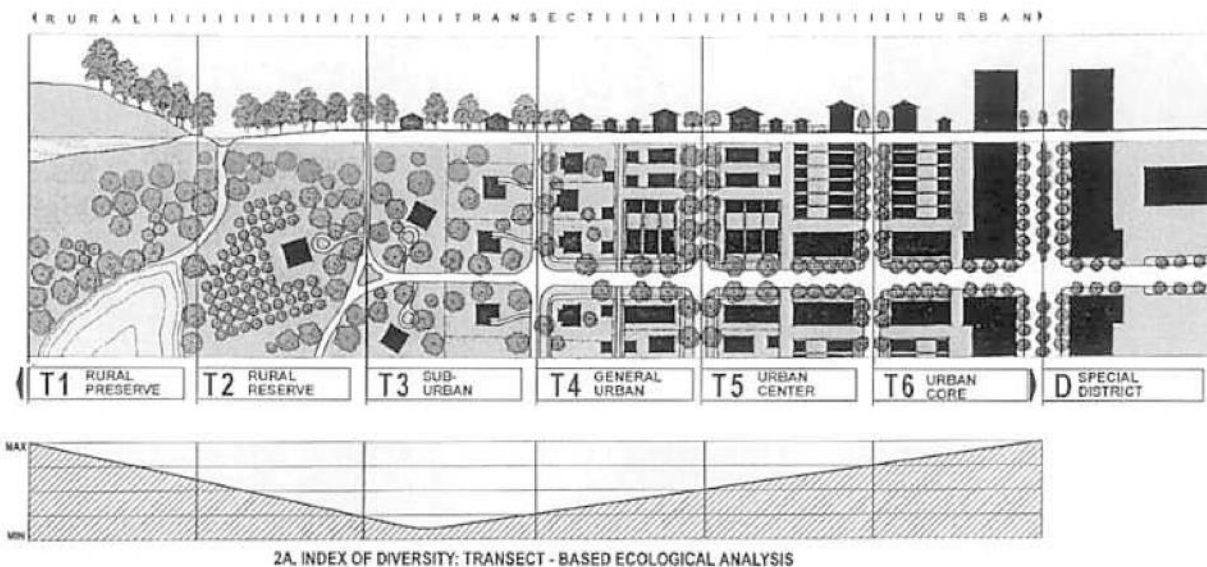 RURAL TRANSECT URBAN
T1 RURAL PRESERVE
T2 RURAL RESERVE
T3 SUB-URBAN
T4 GENERAL URBAN
T5 URBAN CENTER
T6 URBAN CORE
D SPECIAL DISTRICT
MAX
MIN
2A. INDEX OF DIVERSITY: TRANSECT - BASED ECOLOGICAL ANALYSIS